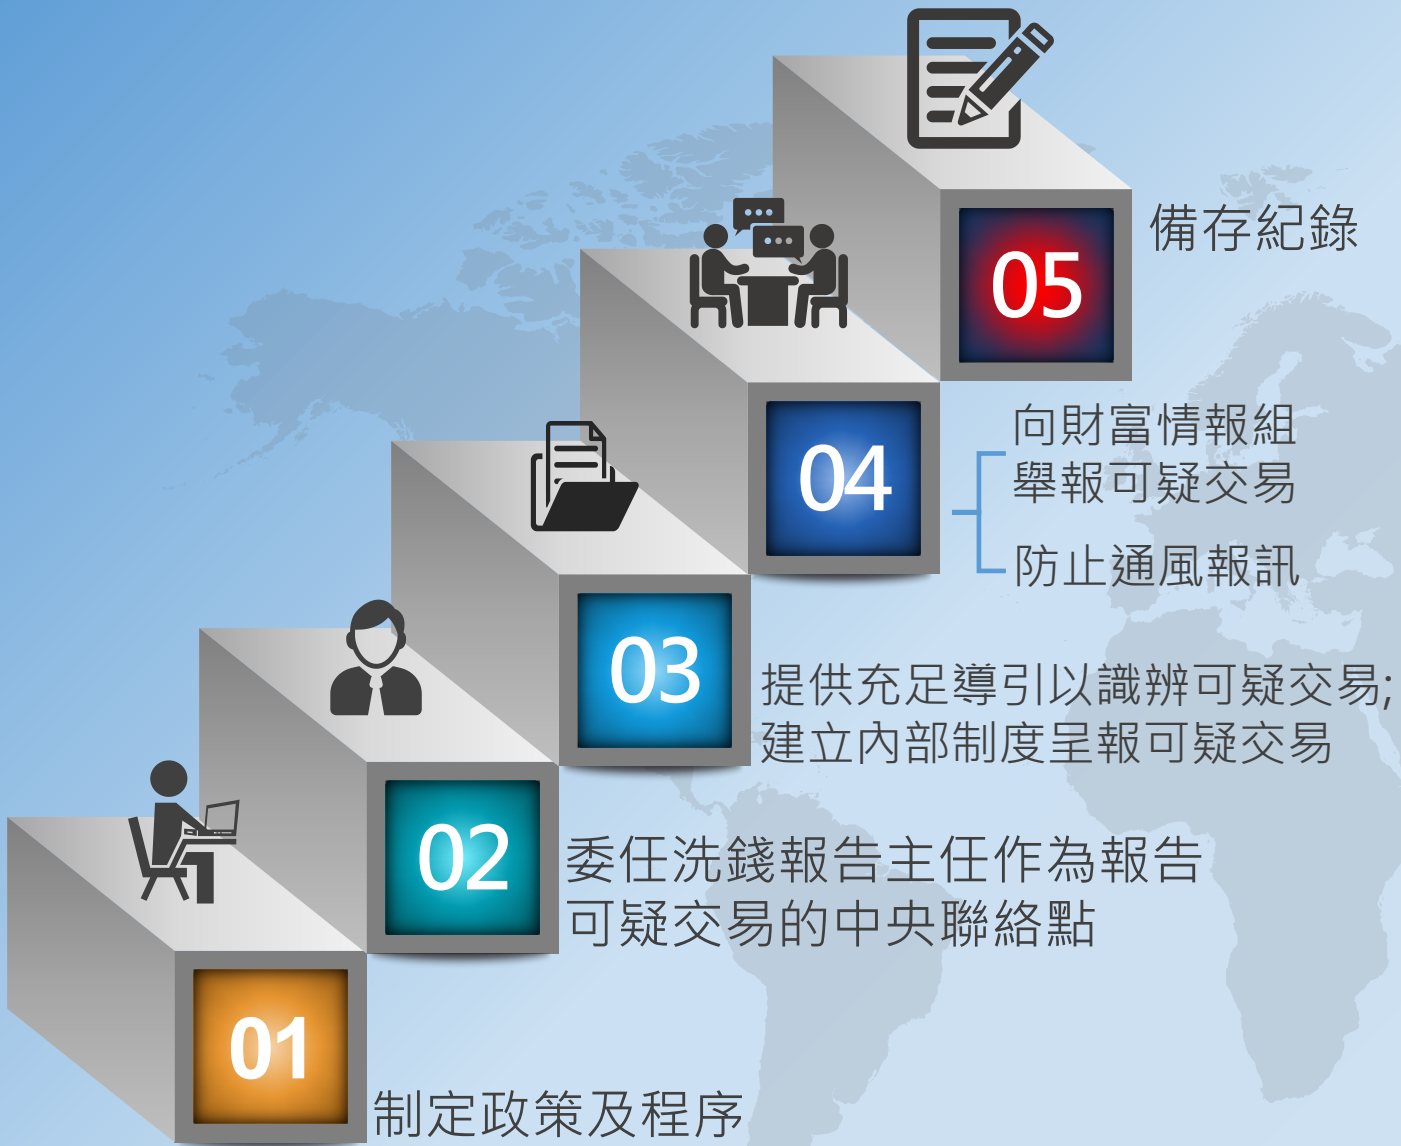 05
備存紀錄
04
向財富情報組
舉報可疑交易
防止通風報訊
03
提供充足導引以識辨可疑交易;
建立內部制度呈報可疑交易
02
委任洗錢報告主任作為報告
可疑交易的中央聯絡點
01
制定政策及程序